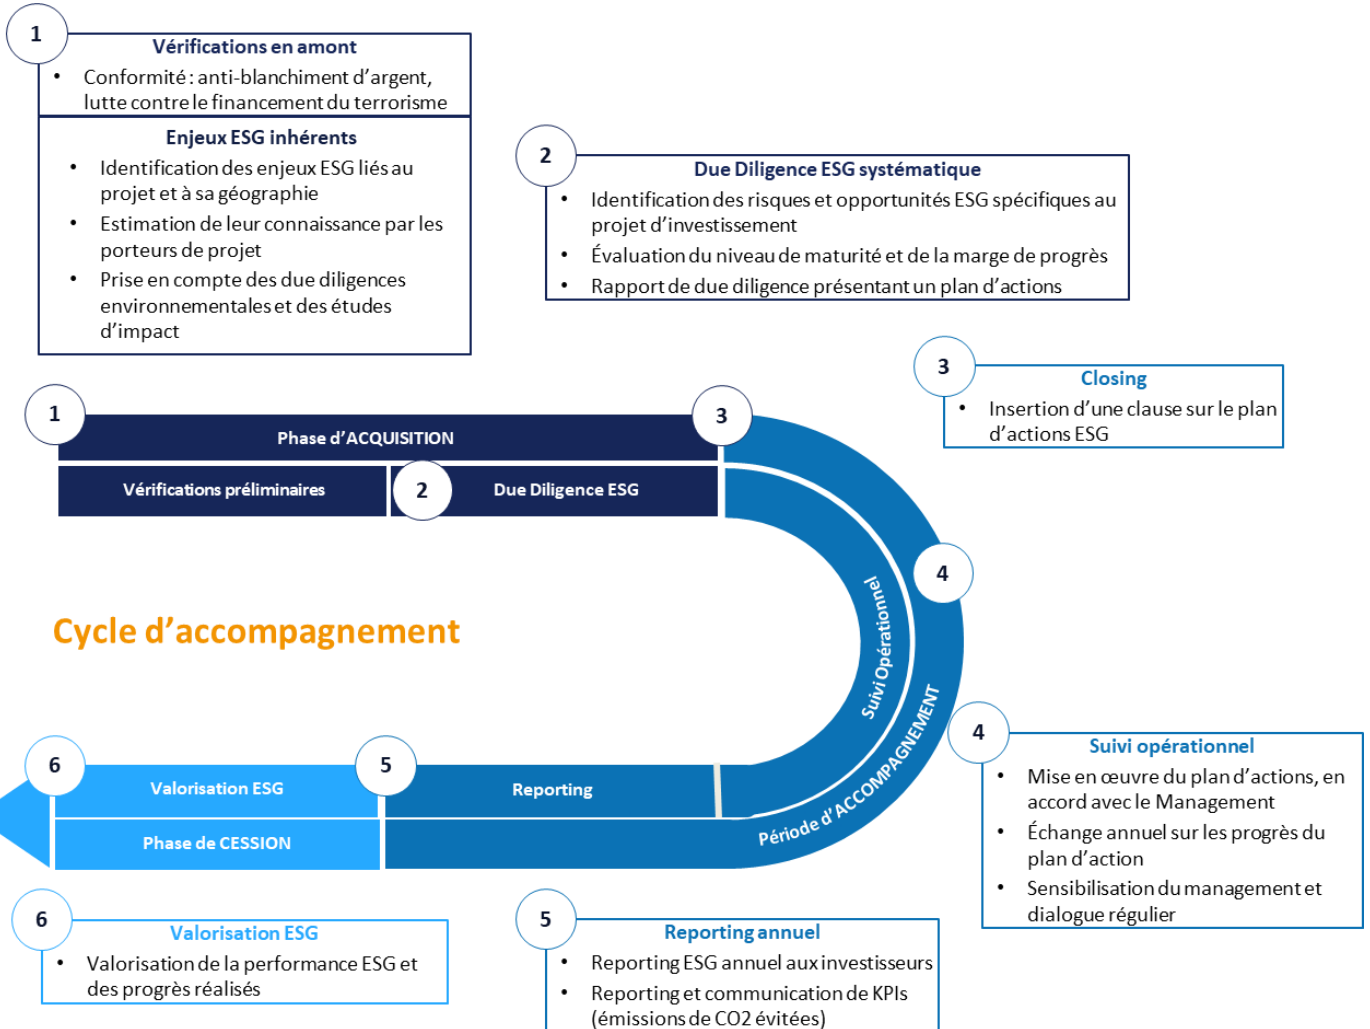 1
Vérifications en amont
• Conformité : anti-blanchiment d'argent,
lutte contre le financement du terrorisme
Enjeux ESG inhérents
• Identification des enjeux ESG liés au
projet et à sa géographie
• Estimation de leur connaissance par les
porteurs de projet
• Prise en compte des due diligences
environnementales et des études
d'impact
2
Due Diligence ESG systématique
• Identification des risques et opportunités ESG spécifiques au
projet d'investissement
• Évaluation du niveau de maturité et de la marge de progrès
• Rapport de due diligence présentant un plan d'actions
3
Closing
• Insertion d'une clause sur le plan
d'actions ESG
1
Phase d'ACQUISITION
3
Vérifications préliminaires
2
Due Diligence ESG
4
Suivi Opérationnel
Période d'ACCOMPAGNEMENT
Cycle d'accompagnement
4
Suivi opérationnel
• Mise en œuvre du plan d'actions, en
accord avec le Management
• Échange annuel sur les progrès du
plan d'action
• Sensibilisation du management et
dialogue régulier
6
Valorisation ESG
5
Reporting
Phase de CESSION
6
Valorisation ESG
• Valorisation de la performance ESG et
des progrès réalisés
5
Reporting annuel
• Reporting ESG annuel aux investisseurs
• Reporting et communication de KPIs
(émissions de CO2 évitées)